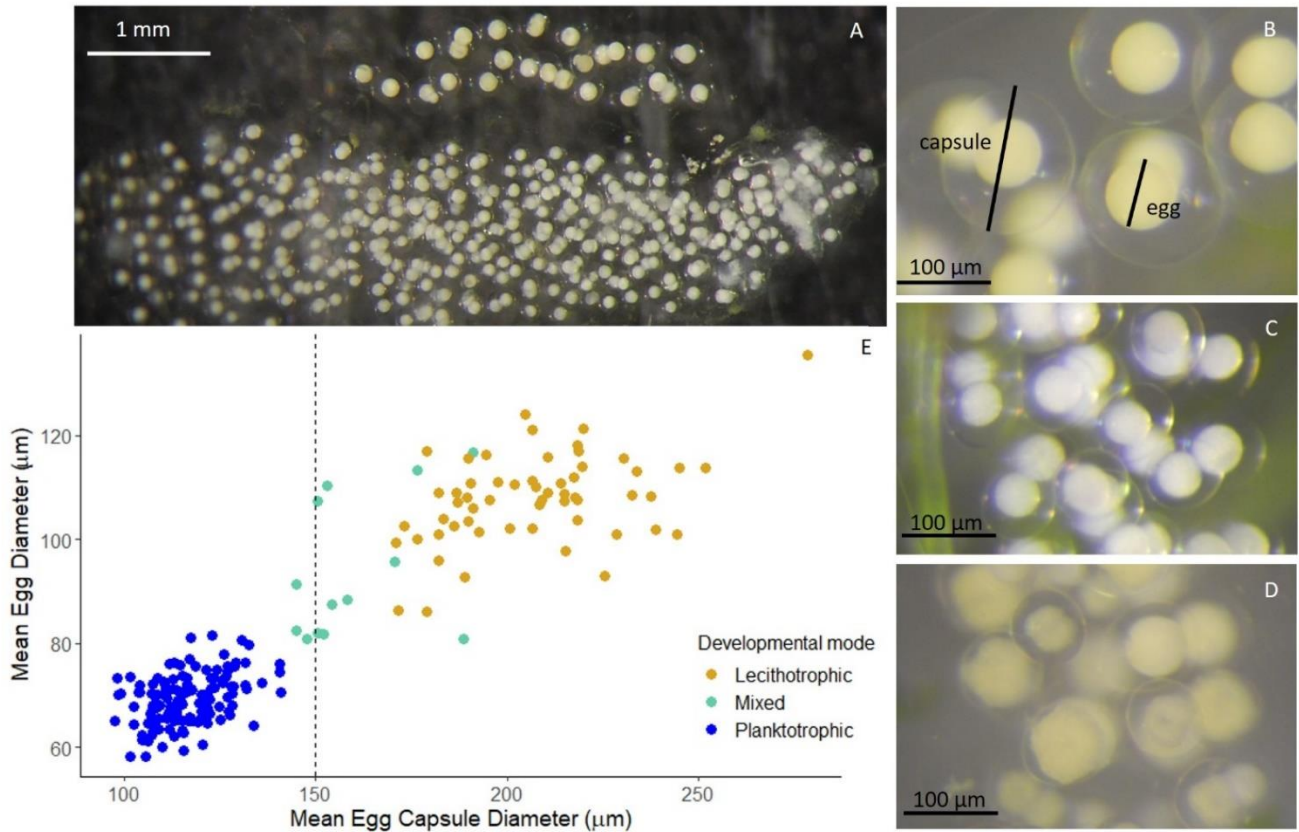 1 mm
A
B
capsule
egg
100 μm
C
100 μm
D
100 μm
E
Mean Egg Diameter (μm)
120
100
80
60
Developmental mode
Lecithotrophic
Mixed
Planktotrophic
100
150
200
250
Mean Egg Capsule Diameter (μm)